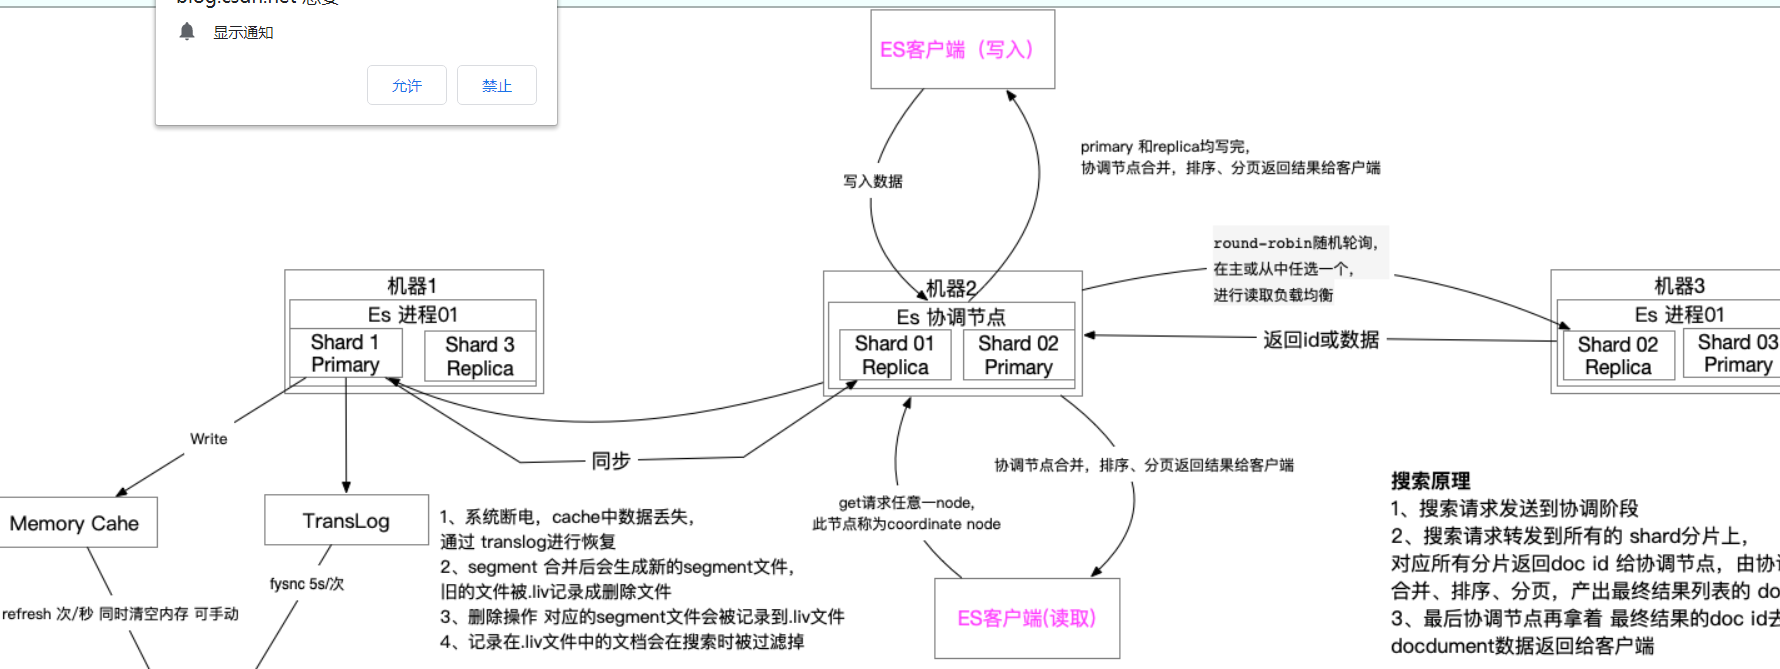 显示通知
允许
禁止
ES客户端（写入）
primary 和replica均写完，
协调节点合并，排序、分页返回结果给客户端
写入数据
round-robin随机轮询，
在主或从中任选一个，
进行读取负载均衡
机器1
Es 进程01
Shard 1
Primary
Shard 3
Replica
机器2
Es 协调节点
Shard 01
Replica
Shard 02
Primary
返回id或数据
机器3
Es 进程01
Shard 02
Replica
Shard 03
Primary
Write
同步
协调节点合并，排序、分页返回结果给客户端
get请求任意一node，
此节点称为coordinate node
Memory Cahe
TransLog
fysnc 5s/次
refresh 次/秒 同时清空内存 可手动
1、系统断电，cache中数据丢失，
通过 translog进行恢复
2、segment 合并后会生成新的segment文件，
旧的文件被.liv记录成删除文件
3、删除操作 对应的segment文件会被记录到.liv文件
4、记录在.liv文件中的文档会在搜索时被过滤掉
ES客户端(读取)
搜索原理
1、搜索请求发送到协调阶段
2、搜索请求转发到所有的 shard分片上，
对应所有分片返回doc id 给协调节点，由协
合并、排序、分页，产出最终结果列表的 do
3、最后协调节点再拿着 最终结果的doc id去
docdument数据返回给客户端